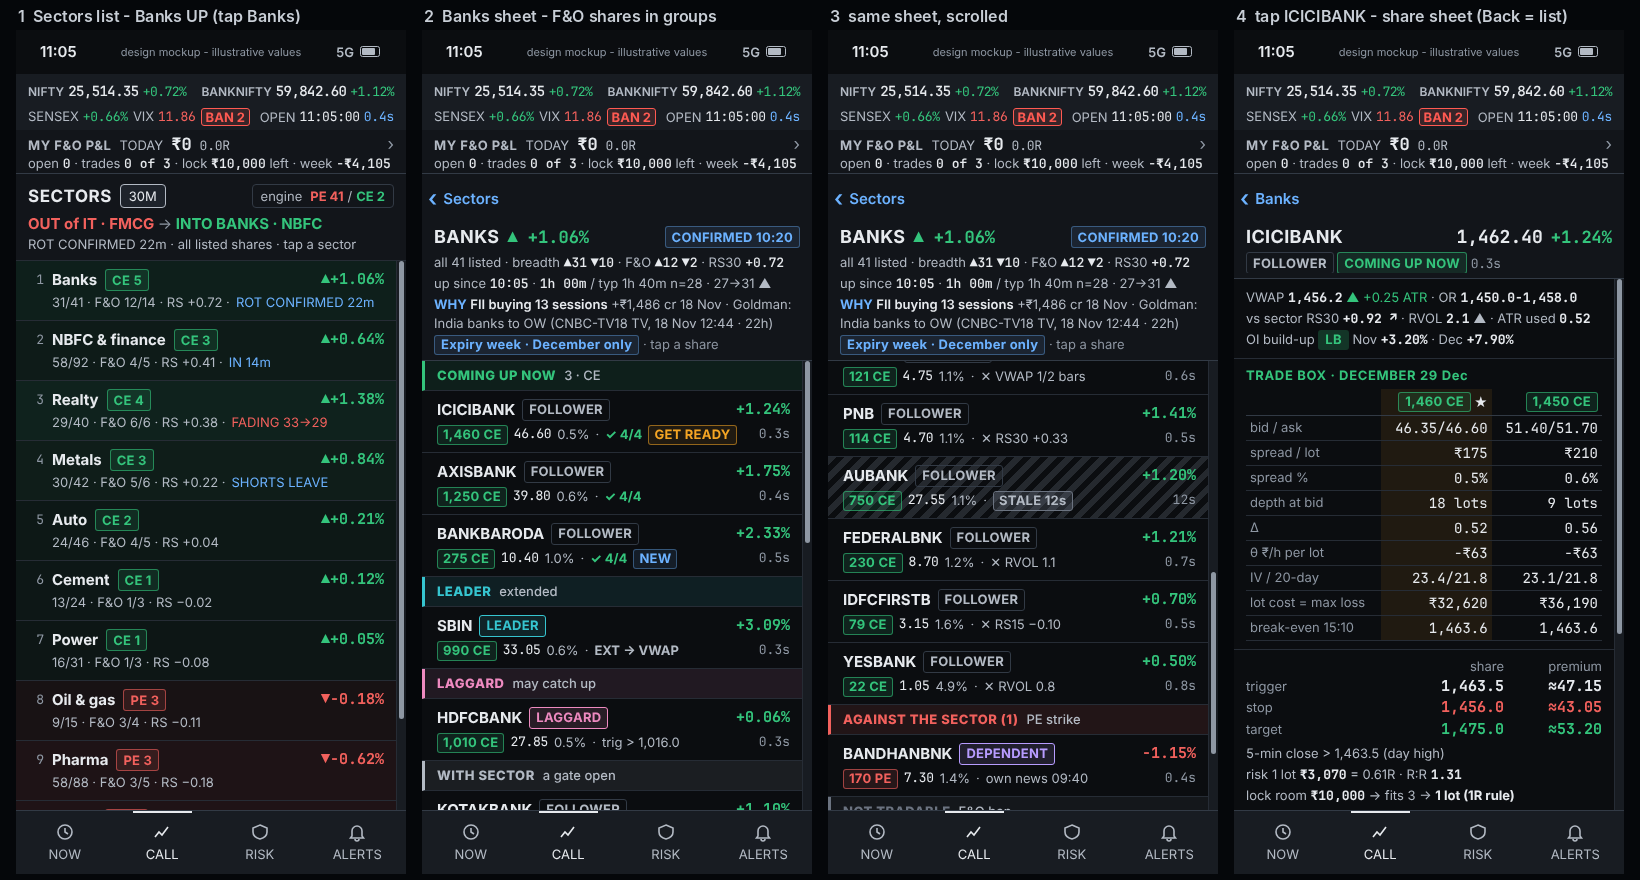 1 Sectors list - Banks UP (tap Banks)
11:05 design mockup - illustrative values 5G
NIFTY 25,514.35 +0.72% BANKNIFTY 59,842.60 +1.12%
SENSEX +0.66% VIX 11.86 BAN 2 OPEN 11:05:00 0.4s
MY F&O P&L TODAY ₹0 0.0R ›
open 0 · trades 0 of 3 · lock ₹10,000 left · week -₹4,105
SECTORS 30M engine PE 41 / CE 2
OUT of IT · FMCG → INTO BANKS · NBFC
ROT CONFIRMED 22m · all listed shares · tap a sector
1 Banks CE 5 ▲+1.06%
31/41 · F&O 12/14 · RS +0.72 · ROT CONFIRMED 22m
2 NBFC & finance CE 3 ▲+0.64%
58/92 · F&O 4/5 · RS +0.41 · IN 14m
3 Realty CE 4 ▲+1.38%
29/40 · F&O 6/6 · RS +0.38 · FADING 33→29
4 Metals CE 3 ▲+0.84%
30/42 · F&O 5/6 · RS +0.22 · SHORTS LEAVE
5 Auto CE 2 ▲+0.21%
24/46 · F&O 4/5 · RS +0.04
6 Cement CE 1 ▲+0.12%
13/24 · F&O 1/3 · RS −0.02
7 Power CE 1 ▲+0.05%
16/31 · F&O 1/3 · RS −0.08
8 Oil & gas PE 3 ▼-0.18%
9/15 · F&O 3/4 · RS −0.11
9 Pharma PE 3 ▼-0.62%
58/88 · F&O 3/5 · RS −0.18
NOW CALL RISK ALERTS
2 Banks sheet - F&O shares in groups
11:05 design mockup - illustrative values 5G
NIFTY 25,514.35 +0.72% BANKNIFTY 59,842.60 +1.12%
SENSEX +0.66% VIX 11.86 BAN 2 OPEN 11:05:00 0.4s
MY F&O P&L TODAY ₹0 0.0R ›
open 0 · trades 0 of 3 · lock ₹10,000 left · week -₹4,105
‹ Sectors
BANKS ▲ +1.06% CONFIRMED 10:20
all 41 listed · breadth ▲31 ▼10 · F&O ▲12 ▼2 · RS30 +0.72
up since 10:05 · 1h 00m / typ 1h 40m n=28 · 27→31 ▲
WHY FII buying 13 sessions +₹1,486 cr 18 Nov · Goldman:
India banks to OW (CNBC-TV18 TV, 18 Nov 12:44 · 22h)
Expiry week · December only · tap a share
COMING UP NOW 3 · CE
ICICIBANK FOLLOWER +1.24%
1,460 CE 46.60 0.5% · ✓ 4/4 GET READY 0.3s
AXISBANK FOLLOWER +1.75%
1,250 CE 39.80 0.6% · ✓ 4/4 0.4s
BANKBARODA FOLLOWER +2.33%
275 CE 10.40 1.0% · ✓ 4/4 NEW 0.5s
LEADER extended
SBIN LEADER +3.09%
990 CE 33.05 0.6% · EXT → VWAP 0.3s
LAGGARD may catch up
HDFCBANK LAGGARD +0.06%
1,010 CE 27.85 0.5% · trig > 1,016.0 0.3s
WITH SECTOR a gate open
KOTAKBANK FOLLOWER +1.10%
NOW CALL RISK ALERTS
3 same sheet, scrolled
11:05 design mockup - illustrative values 5G
NIFTY 25,514.35 +0.72% BANKNIFTY 59,842.60 +1.12%
SENSEX +0.66% VIX 11.86 BAN 2 OPEN 11:05:00 0.4s
MY F&O P&L TODAY ₹0 0.0R ›
open 0 · trades 0 of 3 · lock ₹10,000 left · week -₹4,105
‹ Sectors
BANKS ▲ +1.06% CONFIRMED 10:20
all 41 listed · breadth ▲31 ▼10 · F&O ▲12 ▼2 · RS30 +0.72
up since 10:05 · 1h 00m / typ 1h 40m n=28 · 27→31 ▲
WHY FII buying 13 sessions +₹1,486 cr 18 Nov · Goldman:
India banks to OW (CNBC-TV18 TV, 18 Nov 12:44 · 22h)
Expiry week · December only · tap a share
121 CE 4.75 1.1% · × VWAP 1/2 bars 0.6s
PNB FOLLOWER +1.41%
114 CE 4.70 1.1% · × RS30 +0.33 0.5s
AUBANK FOLLOWER +1.20%
750 CE 27.55 1.1% · STALE 12s 12s
FEDERALBNK FOLLOWER +1.21%
230 CE 8.70 1.2% · × RVOL 1.1 0.7s
IDFCFIRSTB FOLLOWER +0.70%
79 CE 3.15 1.6% · × RS15 −0.10 0.5s
YESBANK FOLLOWER +0.50%
22 CE 1.05 4.9% · × RVOL 0.8 0.8s
AGAINST THE SECTOR (1) PE strike
BANDHANBNK DEPENDENT -1.15%
170 PE 7.30 1.4% · own news 09:40 0.4s
NOT TRADABLE F&O ban
NOW CALL RISK ALERTS
4 tap ICICIBANK - share sheet (Back = list)
11:05 design mockup - illustrative values 5G
NIFTY 25,514.35 +0.72% BANKNIFTY 59,842.60 +1.12%
SENSEX +0.66% VIX 11.86 BAN 2 OPEN 11:05:00 0.4s
MY F&O P&L TODAY ₹0 0.0R ›
open 0 · trades 0 of 3 · lock ₹10,000 left · week -₹4,105
‹ Banks
ICICIBANK 1,462.40 +1.24%
FOLLOWER COMING UP NOW 0.3s
VWAP 1,456.2 ▲ +0.25 ATR · OR 1,450.0-1,458.0
vs sector RS30 +0.92 ↗ · RVOL 2.1 ▲ · ATR used 0.52
OI build-up LB Nov +3.20% · Dec +7.90%
TRADE BOX · DECEMBER 29 Dec
1,460 CE ★ 1,450 CE
bid / ask 46.35/46.60 51.40/51.70
spread / lot ₹175 ₹210
spread % 0.5% 0.6%
depth at bid 18 lots 9 lots
Δ 0.52 0.56
θ ₹/h per lot -₹63 -₹63
IV / 20-day 23.4/21.8 23.1/21.8
lot cost = max loss ₹32,620 ₹36,190
break-even 15:10 1,463.6 1,463.6
share premium
trigger 1,463.5 ≈47.15
stop 1,456.0 ≈43.05
target 1,475.0 ≈53.20
5-min close > 1,463.5 (day high)
risk 1 lot ₹3,070 = 0.61R · R:R 1.31
lock room ₹10,000 → fits 3 → 1 lot (1R rule)
NOW CALL RISK ALERTS